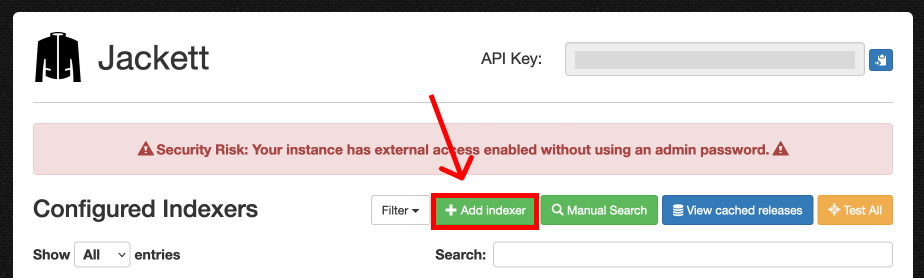 Jackett
API Key:
Security Risk: Your instance has external access enabled without using an admin password.
Configured Indexers
Filter
Add indexer
Manual Search
View cached releases
Test All
Show All entries
Search: